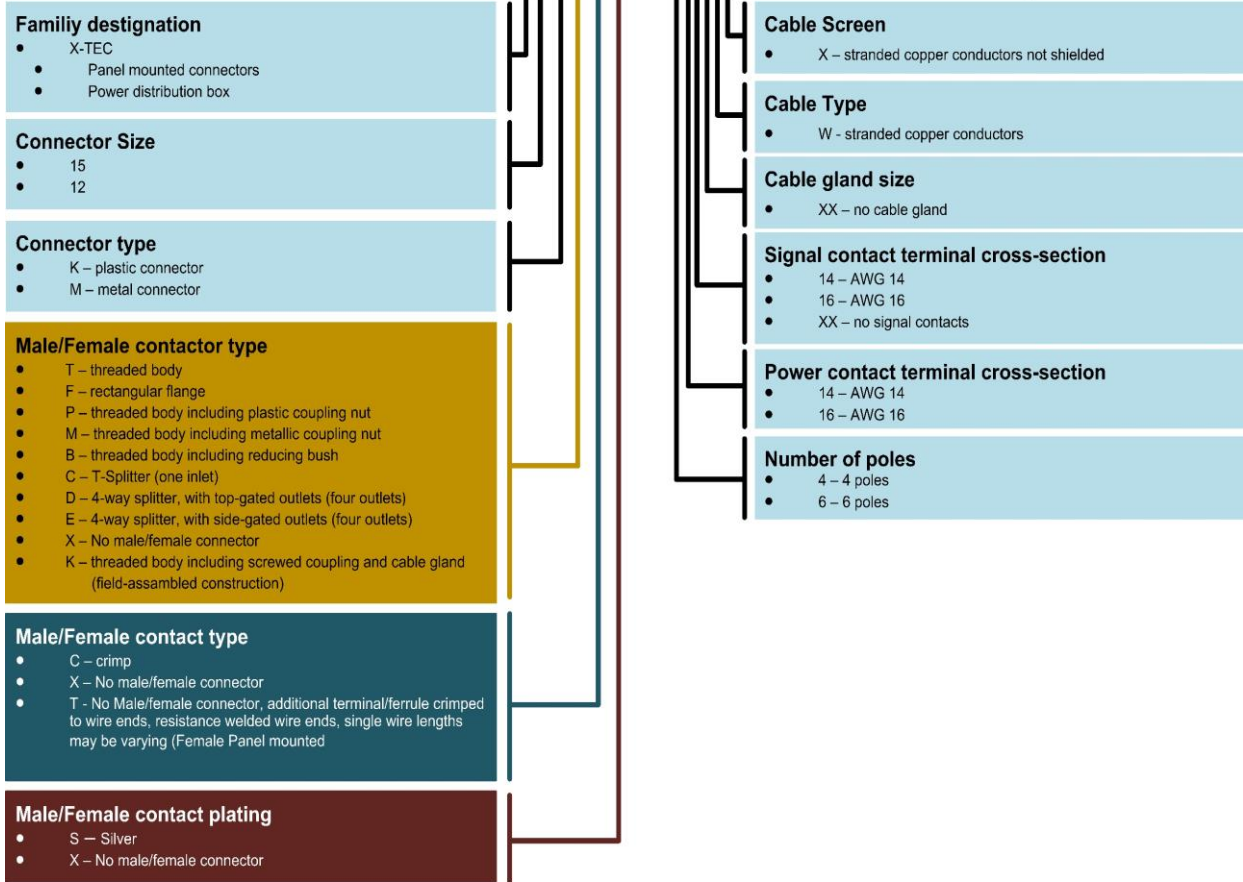 Familiy destignation
● X-TEC
● Panel mounted connectors
● Power distribution box
Connector Size
● 15
● 12
Connector type
● K – plastic connector
● M – metal connector
Male/Female contactor type
● T – threaded body
● F – rectangular flange
● P – threaded body including plastic coupling nut
● M – threaded body including metallic coupling nut
● B – threaded body including reducing bush
● C – T-Splitter (one inlet)
● D – 4-way splitter, with top-gated outlets (four outlets)
● E – 4-way splitter, with side-gated outlets (four outlets)
● X – No male/female connector
● K – threaded body including screwed coupling and cable gland
(field-assambled construction)
Male/Female contact type
● C – crimp
● X – No male/female connector
● T - No Male/female connector, additional terminal/ferrule crimped
to wire ends, resistance welded wire ends, single wire lengths
may be varying (Female Panel mounted
Male/Female contact plating
● S – Silver
● X – No male/female connector
Cable Screen
● X – stranded copper conductors not shielded
Cable Type
● W - stranded copper conductors
Cable gland size
● XX – no cable gland
Signal contact terminal cross-section
● 14 – AWG 14
● 16 – AWG 16
● XX – no signal contacts
Power contact terminal cross-section
● 14 – AWG 14
● 16 – AWG 16
Number of poles
● 4 – 4 poles
● 6 – 6 poles